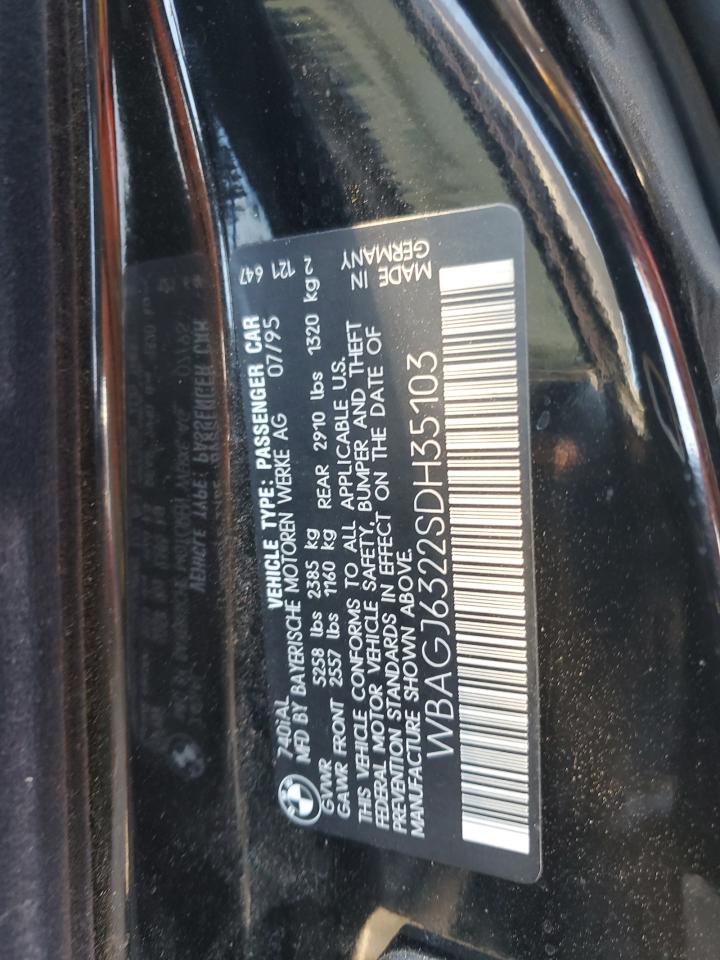 740iAL VEHICLE TYPE: PASSENGER CAR
MFD BY BAYERISCHE MOTOREN WERKE AG 07/95
GVWR 5258 lbs 2385 kg
GAWR FRONT 2557 lbs 1160 kg REAR 2910 lbs 1320 kg
THIS VEHICLE CONFORMS TO ALL APPLICABLE U.S.
FEDERAL MOTOR VEHICLE SAFETY, BUMPER AND THEFT
PREVENTION STANDARDS IN EFFECT ON THE DATE OF
MANUFACTURE SHOWN ABOVE.
WBAGJ6322SDH35103
647
121
2
MADE IN
GERMANY